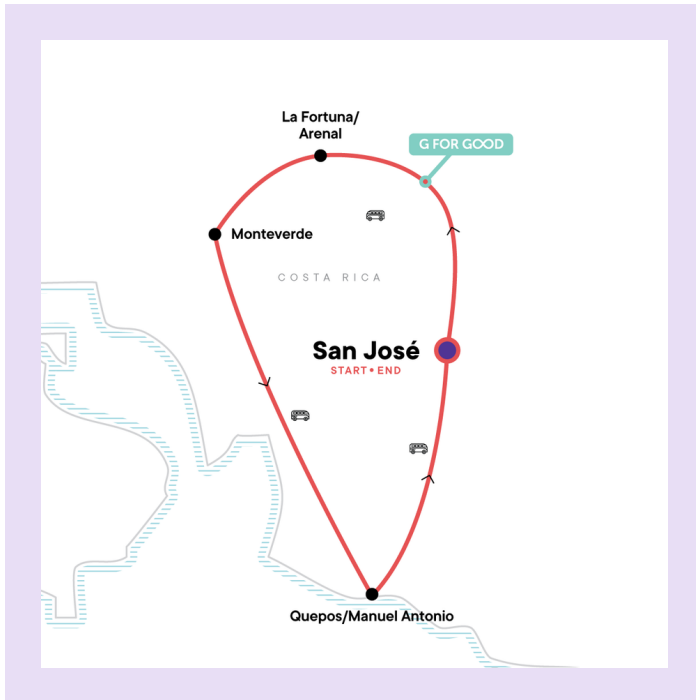 La Fortuna/
Arenal
G FOR GOOD
Monteverde
COSTA RICA
San José
START•END
Quepos/Manuel Antonio